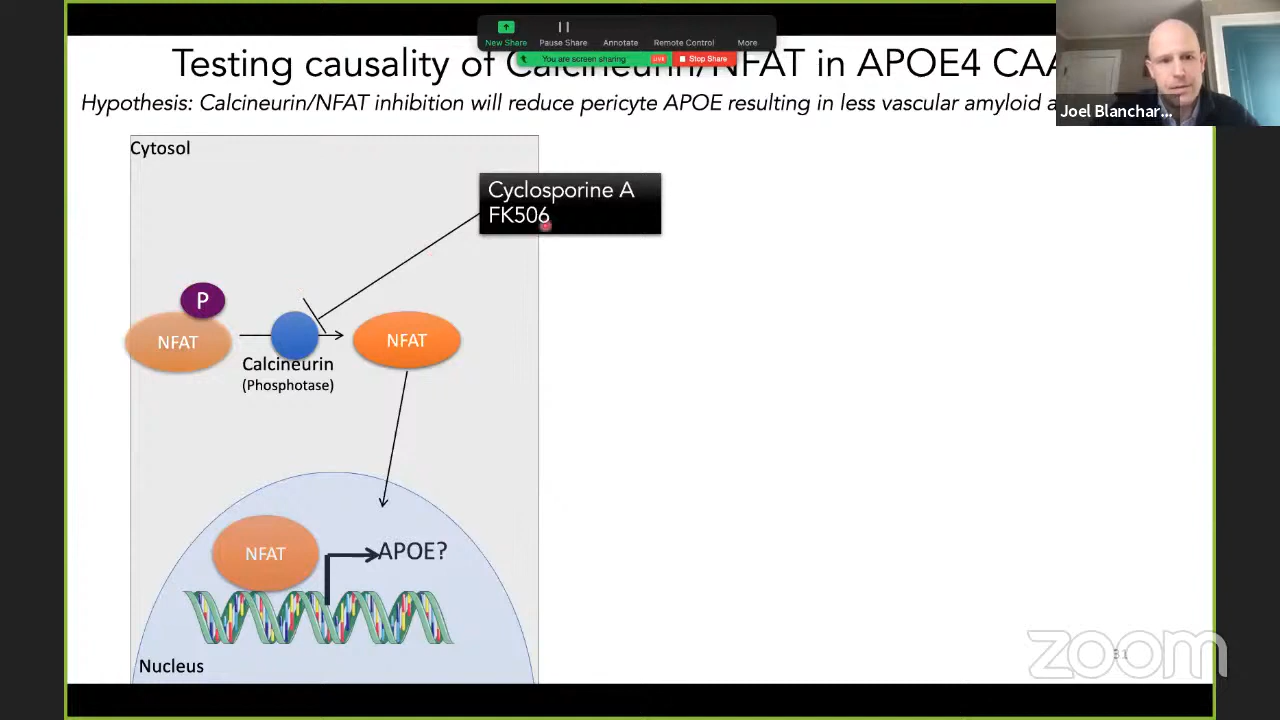 New Share
Pause Share
Annotate
Remote Control
More
You are screen sharing
LIVE
Stop Share
Testing causality of Calcineurin/NFAT in APOE4 CAA
Hypothesis: Calcineurin/NFAT inhibition will reduce pericyte APOE resulting in less vascular amyloid
Joel Blanchar...
Cytosol
Cyclosporine A
FK506
P
NFAT
NFAT
Calcineurin
(Phosphotase)
NFAT
APOE?
Nucleus
31
zoom